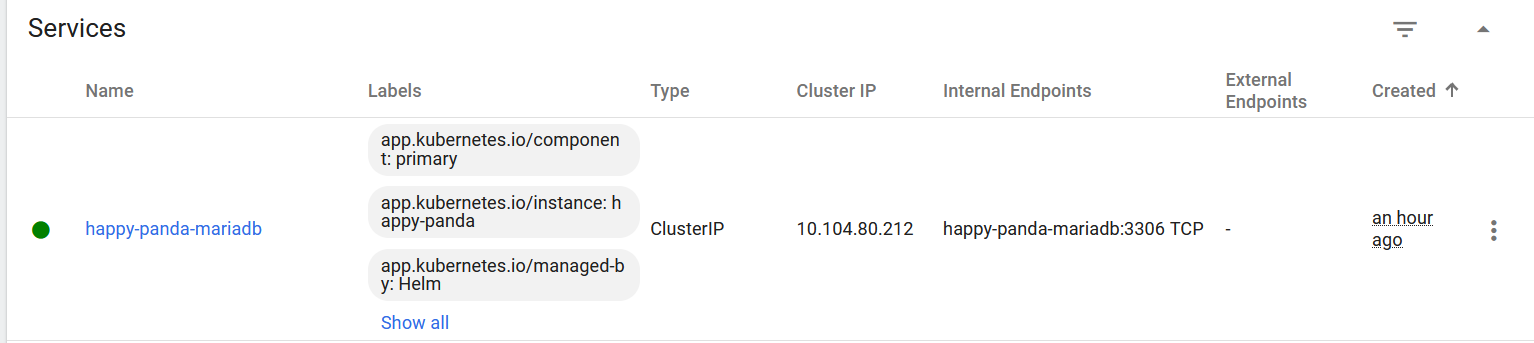 Services
Name
Labels
Type
Cluster IP
Internal Endpoints
External
Endpoints
Created
app.kubernetes.io/componen
t: primary
app.kubernetes.io/instance: h
appy-panda
app.kubernetes.io/managed-b
y: Helm
Show all
happy-panda-mariadb
ClusterIP
10.104.80.212
happy-panda-mariadb:3306 TCP
-
an hour
ago